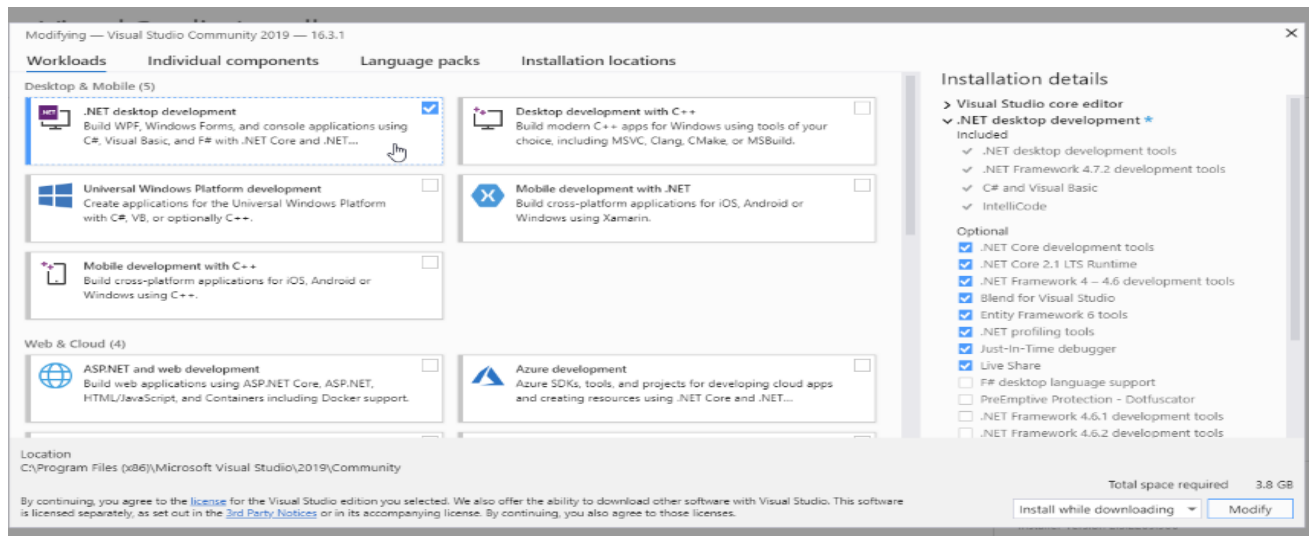 Modifying — Visual Studio Community 2019 — 16.3.1
Workloads
Individual components
Language packs
Installation locations
Desktop & Mobile (5)
.NET desktop development
Build WPF, Windows Forms, and console applications using
C#, Visual Basic, and F# with .NET Core and .NET...
Desktop development with C++
Build modern C++ apps for Windows using tools of your
choice, including MSVC, Clang, CMake, or MSBuild.
Universal Windows Platform development
Create applications for the Universal Windows Platform
with C#, VB, or optionally C++.
Mobile development with .NET
Build cross-platform applications for iOS, Android or
Windows using Xamarin.
Mobile development with C++
Build cross-platform applications for iOS, Android or
Windows using C++.
Web & Cloud (4)
ASP.NET and web development
Build web applications using ASP.NET Core, ASP.NET,
HTML/JavaScript, and Containers including Docker support.
Azure development
Azure SDKs, tools, and projects for developing cloud apps
and creating resources using .NET Core and .NET...
Installation details
Visual Studio core editor
.NET desktop development *
Included
.NET desktop development tools
.NET Framework 4.7.2 development tools
C# and Visual Basic
IntelliCode
Optional
.NET Core development tools
.NET Core 2.1 LTS Runtime
.NET Framework 4 – 4.6 development tools
Blend for Visual Studio
Entity Framework 6 tools
.NET profiling tools
Just-In-Time debugger
Live Share
F# desktop language support
PreEmptive Protection - Dotfuscator
.NET Framework 4.6.1 development tools
.NET Framework 4.6.2 development tools
Location
C:\Program Files (x86)\Microsoft Visual Studio\2019\Community
By continuing, you agree to the license for the Visual Studio edition you selected. We also offer the ability to download other software with Visual Studio. This software
is licensed separately, as set out in the 3rd Party Notices or in its accompanying license. By continuing, you also agree to those licenses.
Total space required 3.8 GB
Install while downloading
Modify